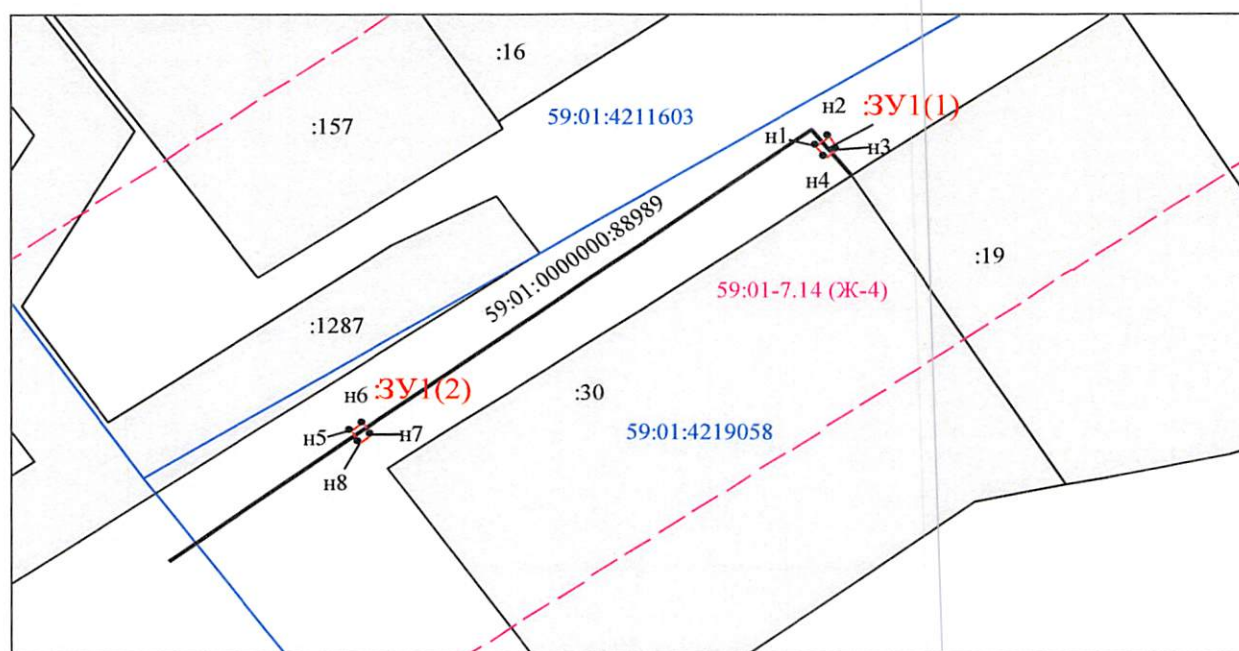 :16
59:01:4211603
:157
н2
:ЗУ1(1)
н1
н3
н4
:19
59:01:0000000:88989
59:01-7.14 (Ж-4)
:1287
н6
:ЗУ1(2)
:30
н5
н7
59:01:4219058
н8